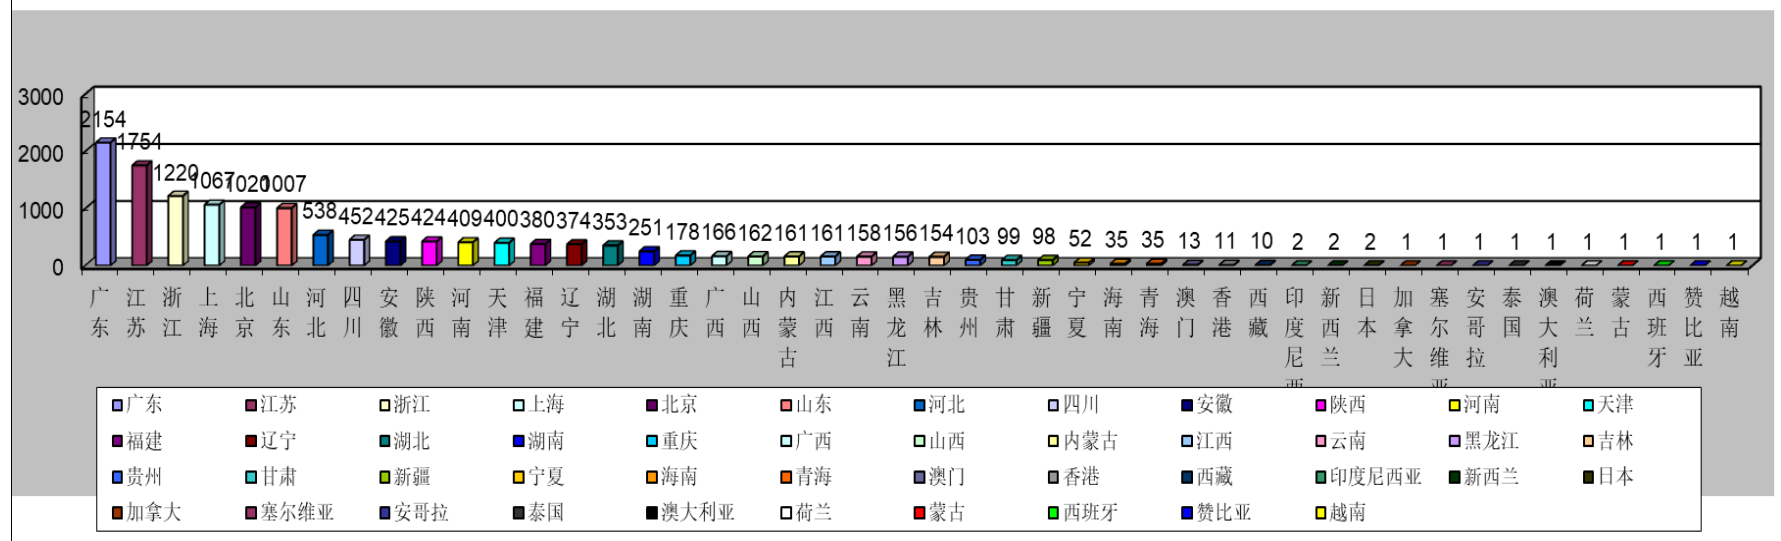 3000
2000
1000
0
2154 1754 1220 1067 1020 1007 538 452 425 424 409 400 380 374 353 251 178 166 162 161 161 158 156 154 103 99 98 52 35 35 13 11 10 2 2 2 1 1 1 1 1 1 1 1 1 1
广东 江苏 浙江 上海 北京 山东 河北 四川 安徽 陕西 河南 天津 福建 辽宁 湖北 湖南 重庆 广西 山西 内蒙古 江西 云南 黑龙江 吉林 贵州 甘肃 新疆 宁夏 海南 青海 澳门 香港 西藏 印度尼西 新西兰 日本 加拿大 塞尔维亚 安哥拉 泰国 澳大利亚 荷兰 蒙古 西班牙 赞比亚 越南
广东 江苏 浙江 上海 北京 山东 河北 四川 安徽 陕西 河南 天津
福建 辽宁 湖北 湖南 重庆 广西 山西 内蒙古 江西 云南 黑龙江 吉林
贵州 甘肃 新疆 宁夏 海南 青海 澳门 香港 西藏 印度尼西亚 新西兰 日本
加拿大 塞尔维亚 安哥拉 泰国 澳大利亚 荷兰 蒙古 西班牙 赞比亚 越南